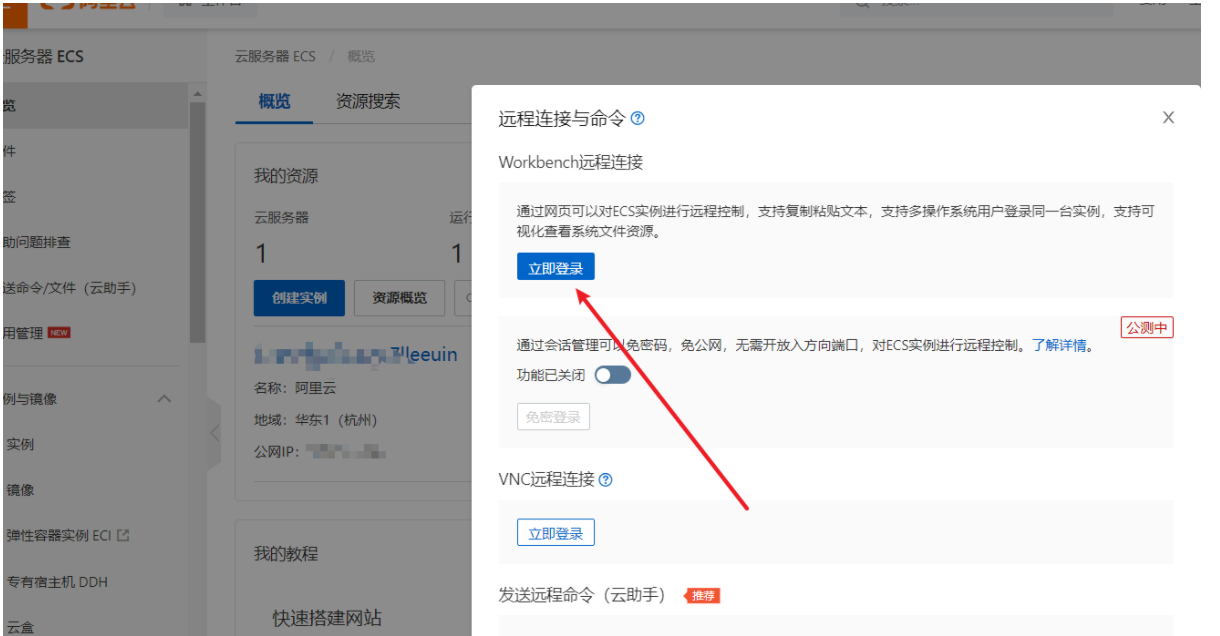 阿里云
服务器 ECS
览
件
签
助问题排查
送命令/文件（云助手）
用管理 NEW
例与镜像
实例
镜像
弹性容器实例 ECI
专有宿主机 DDH
云盒
云服务器 ECS / 概览
概览 资源搜索
我的资源
云服务器 运行
1 1
创建实例 资源概览
leeuin
名称：阿里云
地域：华东1（杭州）
公网IP：
我的教程
快速搭建网站
远程连接与命令
Workbench远程连接
通过网页可以对ECS实例进行远程控制，支持复制粘贴文本，支持多操作系统用户登录同一台实例，支持可
视化查看系统文件资源。
立即登录
公测中
通过会话管理可以免密码，免公网，无需开放入方向端口，对ECS实例进行远程控制。了解详情。
功能已关闭
免密登录
VNC远程连接
立即登录
发送远程命令（云助手） 推荐